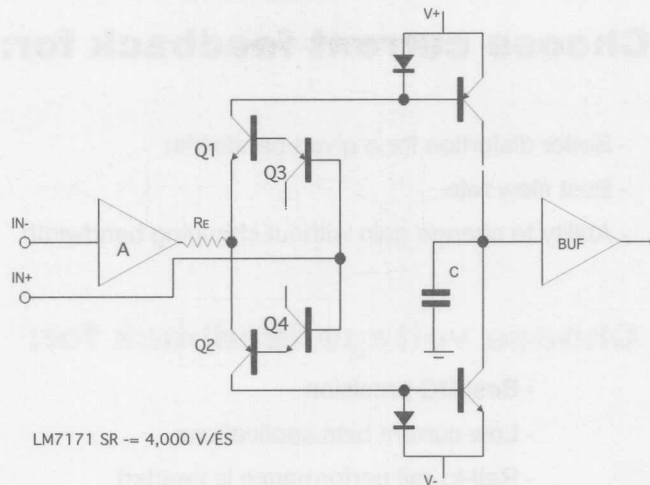 Choose current feedback for:
V+
- Better distortion for a given
Q1
Q3
- Best slew rate
IN-
A
RE
- Ability to change gain without changing bandwidth
BUF
IN+
C
Q4
Q2
Choose voltage feedback for:
- Best DC precision
- Low current bias applications
LM7171 SR -= 4,000 V/ÉS
- Rail-to-rail performance is needed
V-